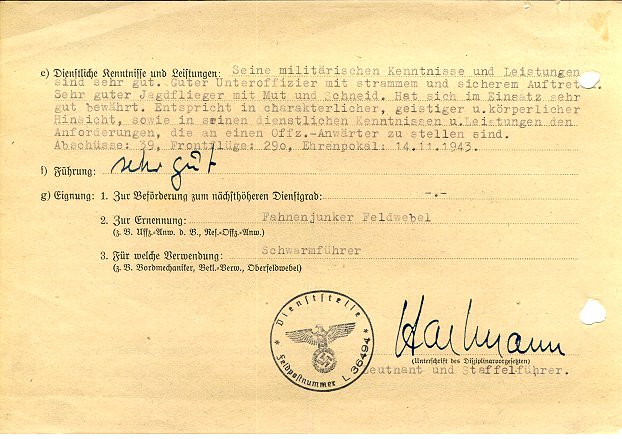 e) Dienstliche Kenntnisse und Leistungen: Seine militärischen Kenntnisse und Leistungen
sind sehr gut. Guter Unteroffizier mit strammem und sicherem Auftret
Sehr guter Jagdflieger mit Mut und Schneid. Hat sich im Einsatz sehr
gut bewährt. Entspricht in charakterlicher, geistiger u.körperlicher
Hinsicht, sowie in seinen dienstlichen Kenntnissen u.Leistungen den
Anforderungen, die an einen Offz.-Anwärter zu stellen sind.
Abschüsse: 39, Frontflüge: 29o, Ehrenpokal: 14.11.1943.
f) Führung: sehr gut
g) Eignung: 1. Zur Beförderung zum nächsthöheren Dienstgrad: -.-
2. Zur Ernennung: Fahnenjunker Feldwebel
(z. B. Uffz.-Anw. d. B., Res.-Offz.-Anw.)
3. Für welche Verwendung: Schwarmführer
(z. B. Bordmechaniker, Bekl.-Verw., Oberfeldwebel)
* Dienststelle *
Feldpostnummer L 36494
Hartmann
(Unterschrift des Disziplinarvorgesetzten)
Leutnant und Staffelführer.